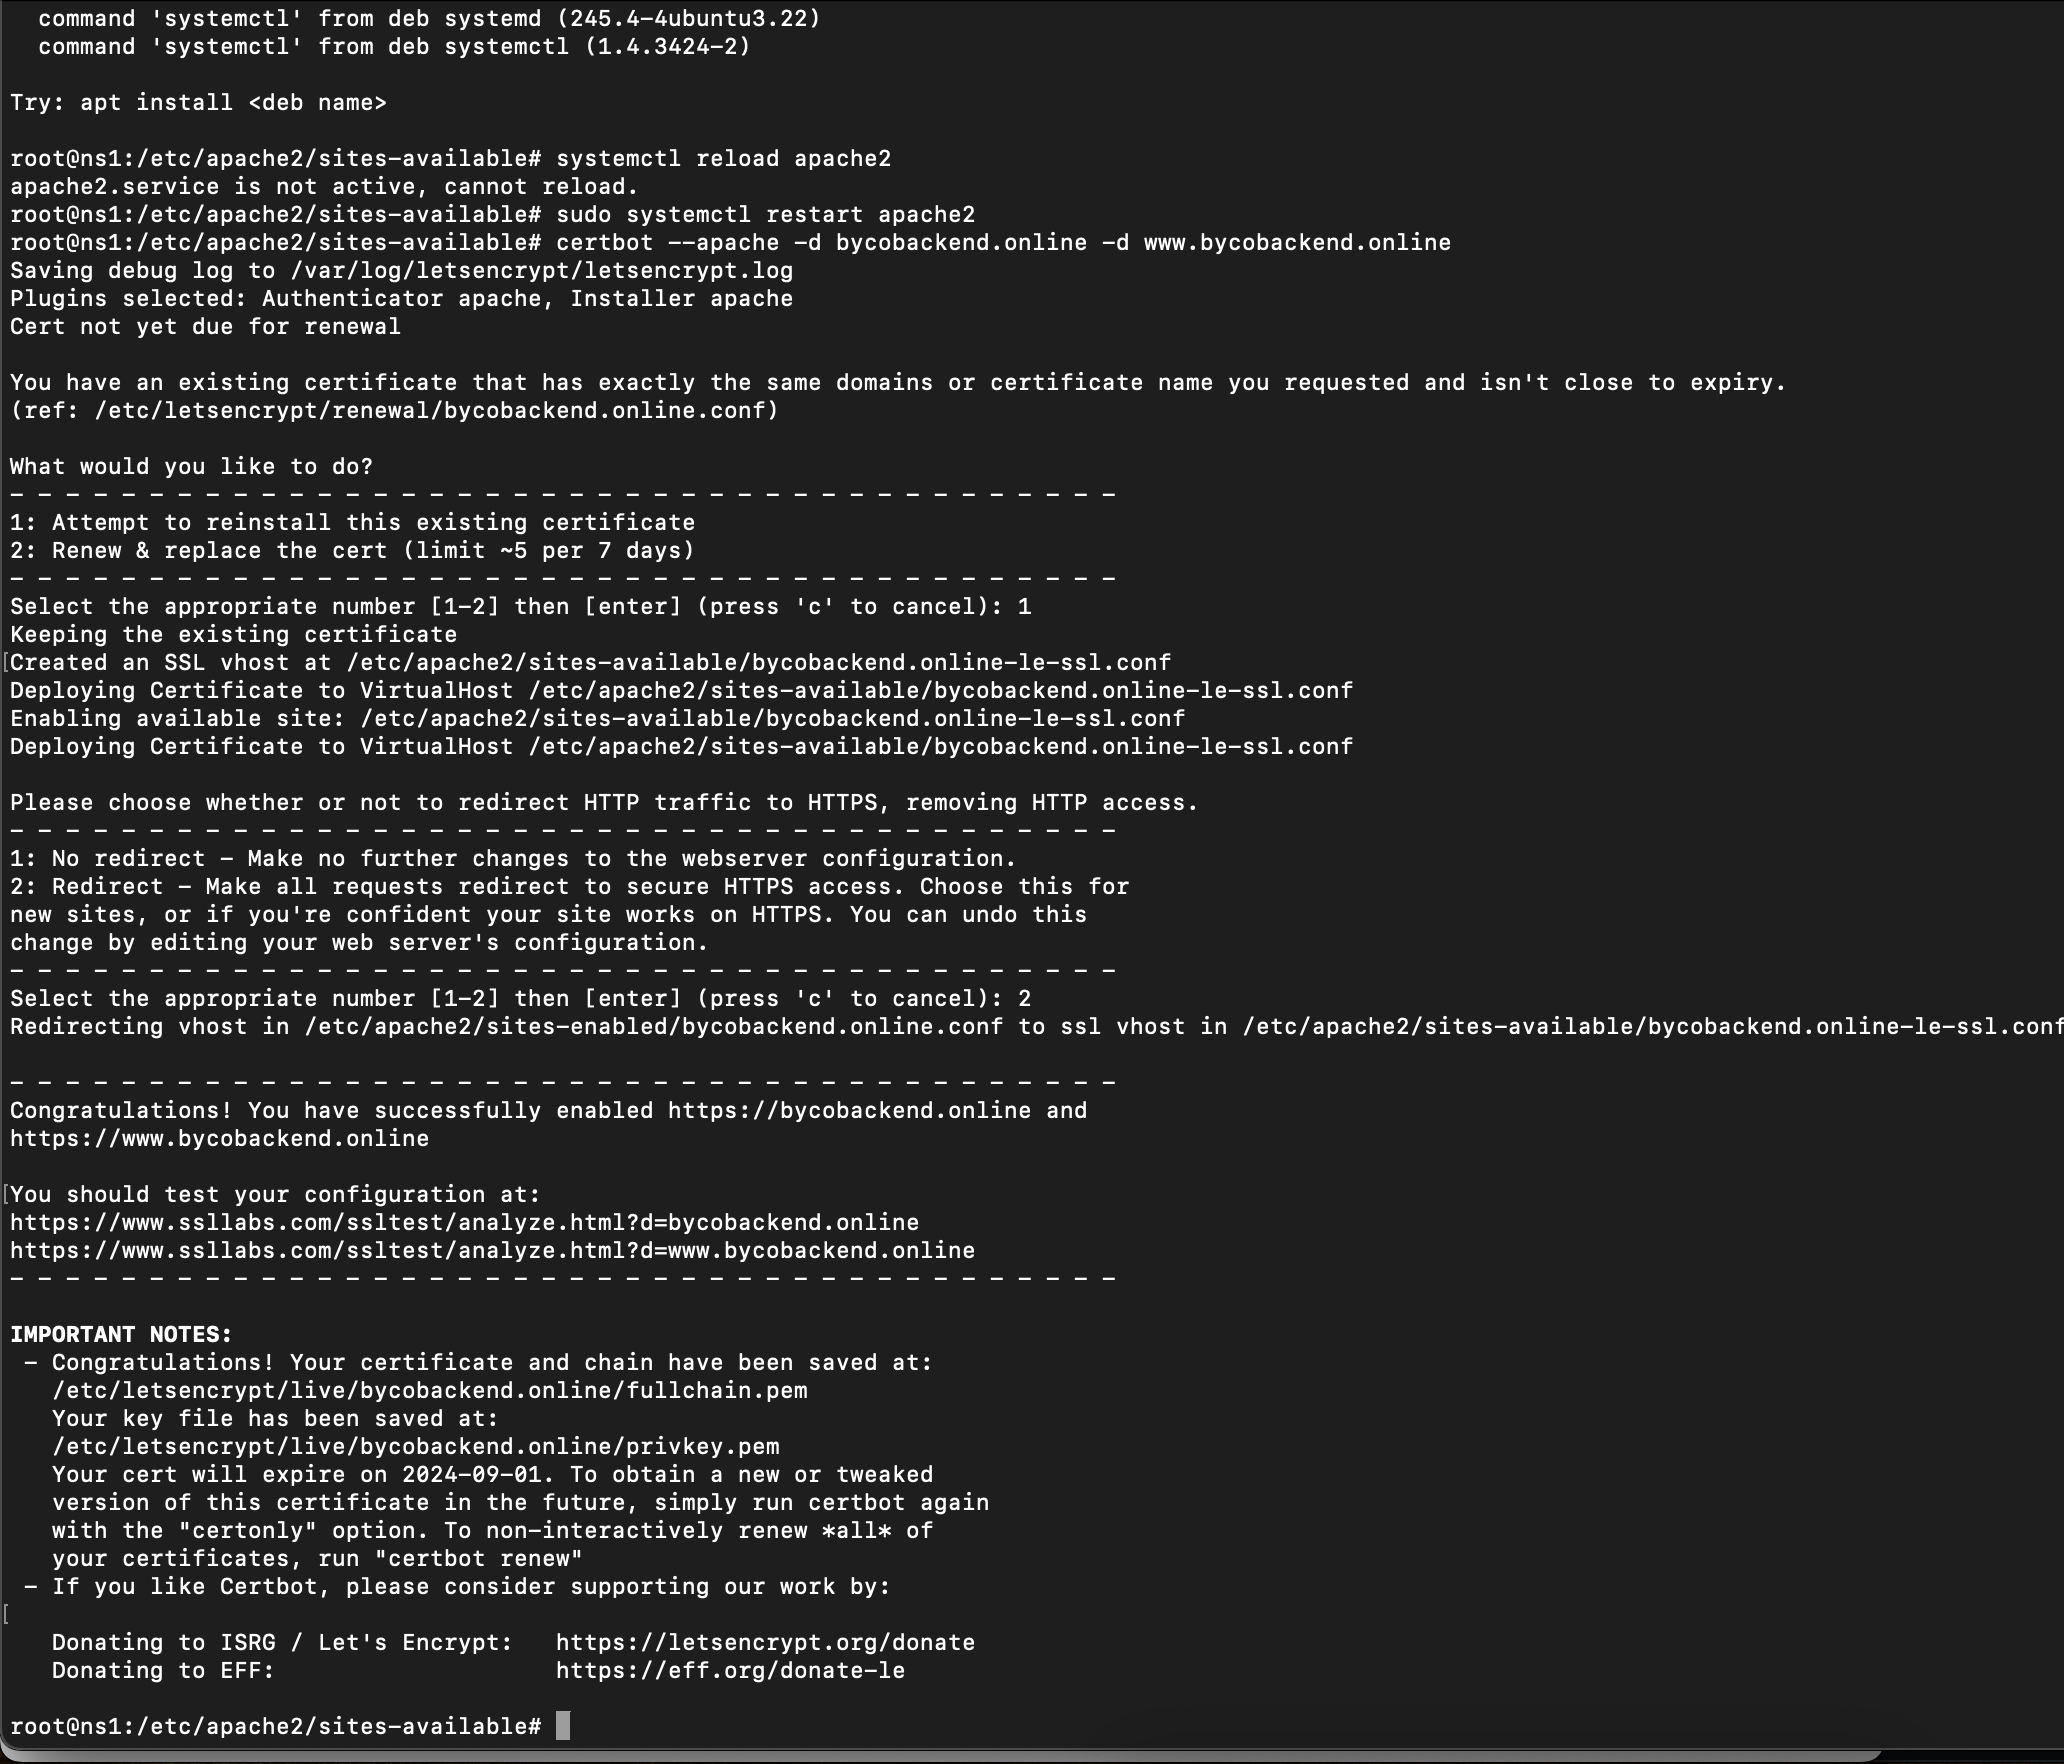 command 'systemctl' from deb systemd (245.4-4ubuntu3.22)
command 'systemctl' from deb systemctl (1.4.3424-2)
Try: apt install <deb name>
root@ns1:/etc/apache2/sites-available# systemctl reload apache2
apache2.service is not active, cannot reload.
root@ns1:/etc/apache2/sites-available# sudo systemctl restart apache2
root@ns1:/etc/apache2/sites-available# certbot --apache -d bycobackend.online -d www.bycobackend.online
Saving debug log to /var/log/letsencrypt/letsencrypt.log
Plugins selected: Authenticator apache, Installer apache
Cert not yet due for renewal
You have an existing certificate that has exactly the same domains or certificate name you requested and isn't close to expiry.
(ref: /etc/letsencrypt/renewal/bycobackend.online.conf)
What would you like to do?
- - - - - - - - - - - - - - - - - - - - - - - - - - - - - - - - - - - - - - - -
1: Attempt to reinstall this existing certificate
2: Renew & replace the cert (limit ~5 per 7 days)
- - - - - - - - - - - - - - - - - - - - - - - - - - - - - - - - - - - - - - - -
Select the appropriate number [1-2] then [enter] (press 'c' to cancel): 1
Keeping the existing certificate
Created an SSL vhost at /etc/apache2/sites-available/bycobackend.online-le-ssl.conf
Deploying Certificate to VirtualHost /etc/apache2/sites-available/bycobackend.online-le-ssl.conf
Enabling available site: /etc/apache2/sites-available/bycobackend.online-le-ssl.conf
Deploying Certificate to VirtualHost /etc/apache2/sites-available/bycobackend.online-le-ssl.conf
Please choose whether or not to redirect HTTP traffic to HTTPS, removing HTTP access.
- - - - - - - - - - - - - - - - - - - - - - - - - - - - - - - - - - - - - - - -
1: No redirect - Make no further changes to the webserver configuration.
2: Redirect - Make all requests redirect to secure HTTPS access. Choose this for
new sites, or if you're confident your site works on HTTPS. You can undo this
change by editing your web server's configuration.
- - - - - - - - - - - - - - - - - - - - - - - - - - - - - - - - - - - - - - - -
Select the appropriate number [1-2] then [enter] (press 'c' to cancel): 2
Redirecting vhost in /etc/apache2/sites-enabled/bycobackend.online.conf to ssl vhost in /etc/apache2/sites-available/bycobackend.online-le-ssl.conf
- - - - - - - - - - - - - - - - - - - - - - - - - - - - - - - - - - - - - - - -
Congratulations! You have successfully enabled https://bycobackend.online and
https://www.bycobackend.online
You should test your configuration at:
https://www.ssllabs.com/ssltest/analyze.html?d=bycobackend.online
https://www.ssllabs.com/ssltest/analyze.html?d=www.bycobackend.online
- - - - - - - - - - - - - - - - - - - - - - - - - - - - - - - - - - - - - - - -
IMPORTANT NOTES:
- Congratulations! Your certificate and chain have been saved at:
/etc/letsencrypt/live/bycobackend.online/fullchain.pem
Your key file has been saved at:
/etc/letsencrypt/live/bycobackend.online/privkey.pem
Your cert will expire on 2024-09-01. To obtain a new or tweaked
version of this certificate in the future, simply run certbot again
with the "certonly" option. To non-interactively renew *all* of
your certificates, run "certbot renew"
- If you like Certbot, please consider supporting our work by:
Donating to ISRG / Let's Encrypt:   https://letsencrypt.org/donate
Donating to EFF:                    https://eff.org/donate-le
root@ns1:/etc/apache2/sites-available#